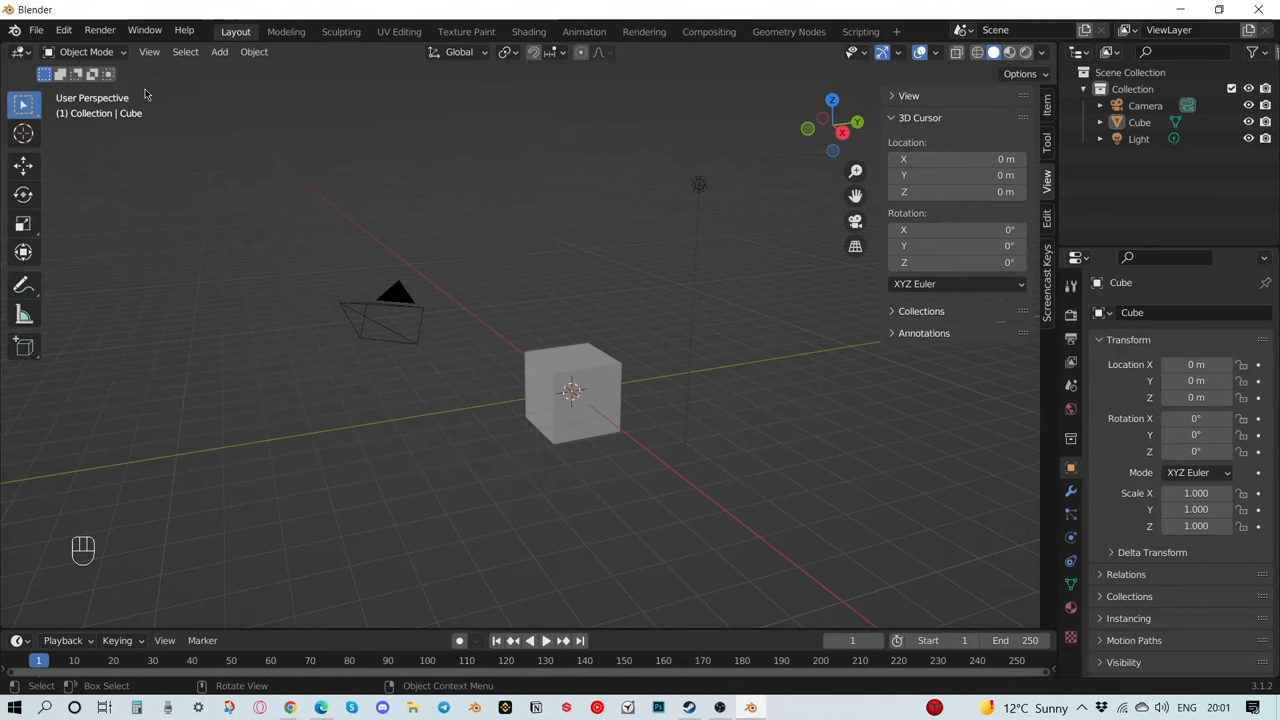 Blender
File Edit Render Window Help Layout Modeling Sculpting UV Editing Texture Paint Shading Animation Rendering Compositing Geometry Nodes Scripting + Scene ViewLayer
Object Mode View Select Add Object Global
Options
User Perspective
(1) Collection | Cube
Z
Y
X
View
3D Cursor
Location:
X 0 m
Y 0 m
Z 0 m
Rotation:
X 0°
Y 0°
Z 0°
XYZ Euler
Collections
Annotations
Item
Tool
View
Edit
Screencast Keys
Scene Collection
Collection
Camera
Cube
Light
Cube
Cube
Transform
Location X 0 m
Y 0 m
Z 0 m
Rotation X 0°
Y 0°
Z 0°
Mode XYZ Euler
Scale X 1.000
Y 1.000
Z 1.000
Delta Transform
Relations
Collections
Instancing
Motion Paths
Visibility
Playback Keying View Marker 1 Start 1 End 250
1 10 20 30 40 50 60 70 80 90 100 110 120 130 140 150 160 170 180 190 200 210 220 230 240 250
Select Box Select Rotate View Object Context Menu 3.1.2
12°C Sunny ENG 20:01